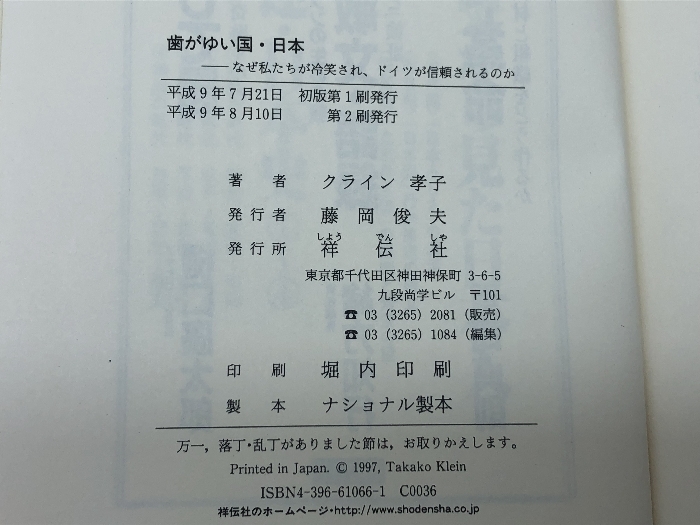 歯がゆい国・日本
──なぜ私たちが冷笑され、ドイツが信頼されるのか
平成9年7月21日 初版第1刷発行
平成9年8月10日 第2刷発行
著者 クライン 孝子
発行者 藤岡俊夫
発行所 祥伝社
しよう でん しや
東京都千代田区神田神保町 3-6-5
九段尚学ビル 〒101
☎ 03 (3265) 2081 (販売)
☎ 03 (3265) 1084 (編集)
印刷 堀内印刷
製本 ナショナル製本
万一，落丁・乱丁がありました節は，お取りかえします。
Printed in Japan. © 1997, Takako Klein
ISBN4-396-61066-1 C0036
祥伝社のホームページ・http://www.shodensha.co.jp